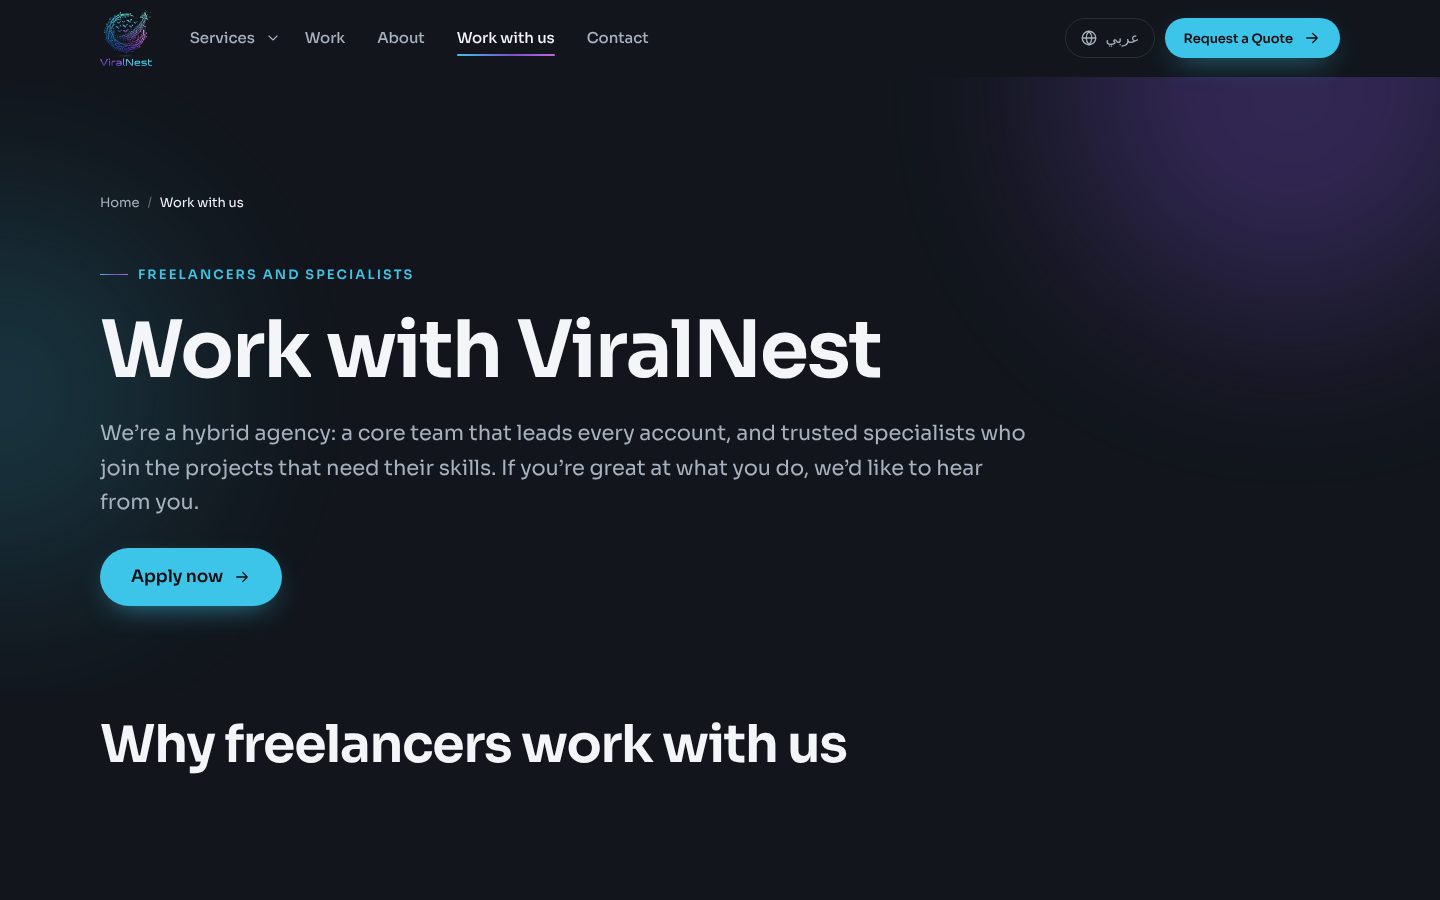 ViralNest
Services
Work
About
Work with us
Contact
عربي
Request a Quote
Home / Work with us
FREELANCERS AND SPECIALISTS
Work with ViralNest
We’re a hybrid agency: a core team that leads every account, and trusted specialists who
join the projects that need their skills. If you’re great at what you do, we’d like to hear
from you.
Apply now
Why freelancers work with us